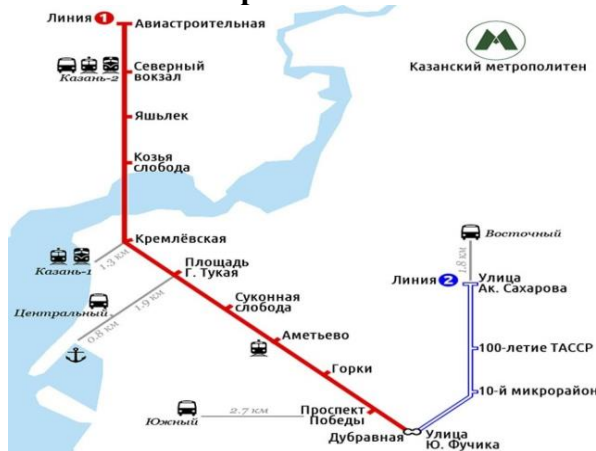 Линия 1
Авиастроительная
Северный
вокзал
Казань-2
Казанский метрополитен
Яшьлек
Козья
слобода
Кремлёвская
Казань-1
1.3 км
Площадь
Г. Тукая
Восточный
1.8 км
Линия 2
Улица
Ак. Сахарова
Центральный
1.9 км
0.8 км
Суконная
слобода
Аметьево
100-летие ТАССР
Горки
10-й микрорайон
Южный
2.7 км
Проспект
Победы
Дубравная
Улица
Ю. Фучика